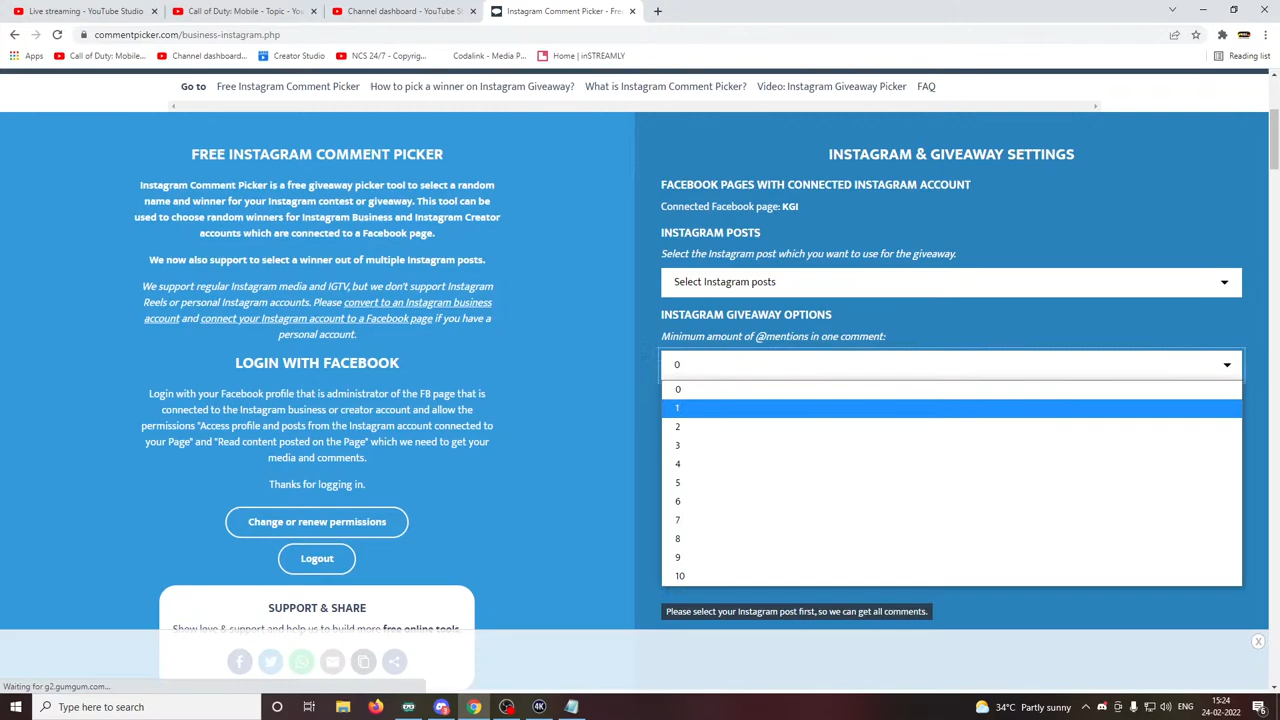 Live streaming - YouTube Studio
Call of Duty: Mobile - Topic - You
Channel dashboard - YouTube St
Instagram Comment Picker - Fre
commentpicker.com/business-instagram.php
Apps
Call of Duty: Mobile...
Channel dashboard...
Creator Studio
NCS 24/7 - Copyrig...
Codalink - Media P...
Home | inSTREAMLY
Reading list
Go to
Free Instagram Comment Picker
How to pick a winner on Instagram Giveaway?
What is Instagram Comment Picker?
Video: Instagram Giveaway Picker
FAQ
FREE INSTAGRAM COMMENT PICKER
Instagram Comment Picker is a free giveaway picker tool to select a random
name and winner for your Instagram contest or giveaway. This tool can be
used to choose random winners for Instagram Business and Instagram Creator
accounts which are connected to a Facebook page.
We now also support to select a winner out of multiple Instagram posts.
We support regular Instagram media and IGTV, but we don't support Instagram
Reels or personal Instagram accounts. Please convert to an Instagram business
account and connect your Instagram account to a Facebook page if you have a
personal account.
LOGIN WITH FACEBOOK
Login with your Facebook profile that is administrator of the FB page that is
connected to the Instagram business or creator account and allow the
permissions "Access profile and posts from the Instagram account connected to
your Page" and "Read content posted on the Page" which we need to get your
media and comments.
Thanks for logging in.
Change or renew permissions
Logout
SUPPORT & SHARE
Show love & support and help us to build more free online tools
INSTAGRAM & GIVEAWAY SETTINGS
FACEBOOK PAGES WITH CONNECTED INSTAGRAM ACCOUNT
Connected Facebook page: KGI
INSTAGRAM POSTS
Select the Instagram post which you want to use for the giveaway.
Select Instagram posts
INSTAGRAM GIVEAWAY OPTIONS
Minimum amount of @mentions in one comment:
0
0
1
2
3
4
5
6
7
8
9
10
Please select your Instagram post first, so we can get all comments.
X
Waiting for g2.gumgum.com...
Type here to search
4K
34°C Partly sunny
ENG
15:24
24-02-2022